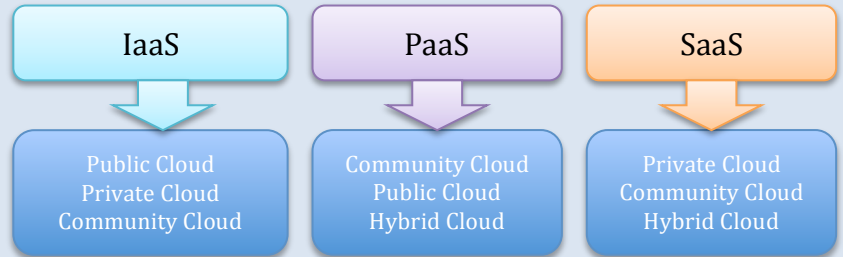 IaaS
Public Cloud
Private Cloud
Community Cloud
PaaS
Community Cloud
Public Cloud
Hybrid Cloud
SaaS
Private Cloud
Community Cloud
Hybrid Cloud